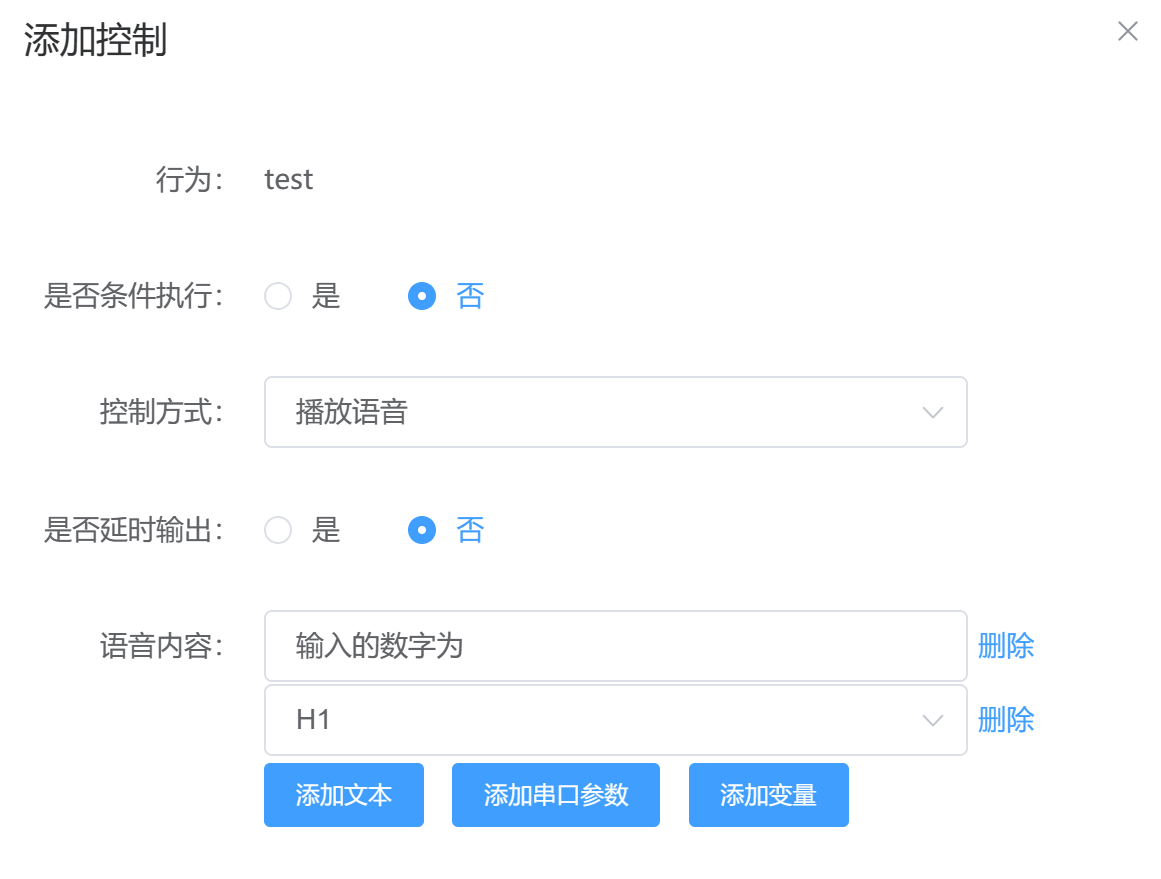 添加控制
行为： test
是否条件执行： 是 否
控制方式： 播放语音
是否延时输出： 是 否
语音内容： 输入的数字为 删除
H1 删除
添加文本 添加串口参数 添加变量